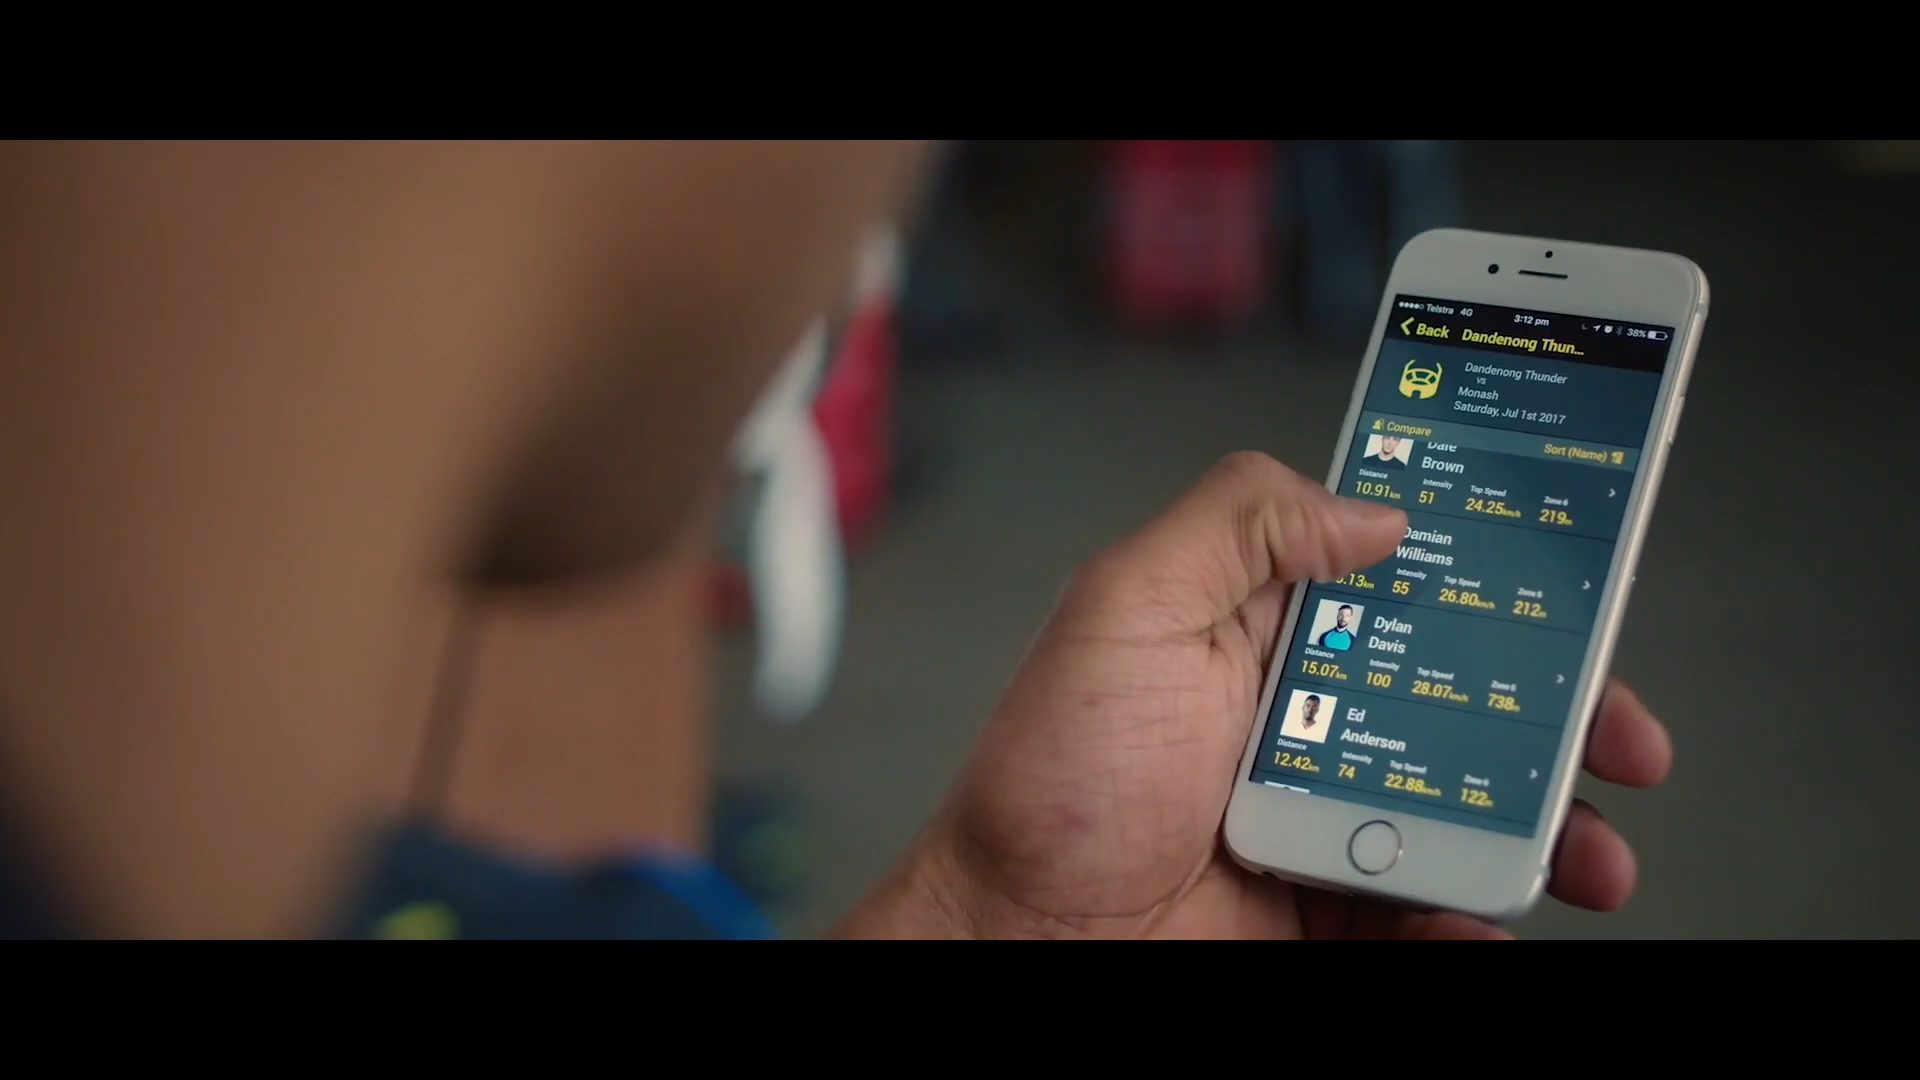 Telstra 4G 3:12 pm 38%
Back Dandenong Thun...
Dandenong Thunder
vs
Monash
Saturday, Jul 1st 2017
Compare Sort (Name)
Dale
Brown
Distance Intensity Top Speed Zone 6
10.91km 51 24.25km/h 219m
Damian
Williams
Intensity Top Speed Zone 6
.13km 55 26.80km/h 212m
Dylan
Davis
Distance Intensity Top Speed Zone 6
15.07km 100 28.07km/h 738m
Ed
Anderson
Distance Intensity Top Speed Zone 6
12.42km 74 22.88km/h 122m